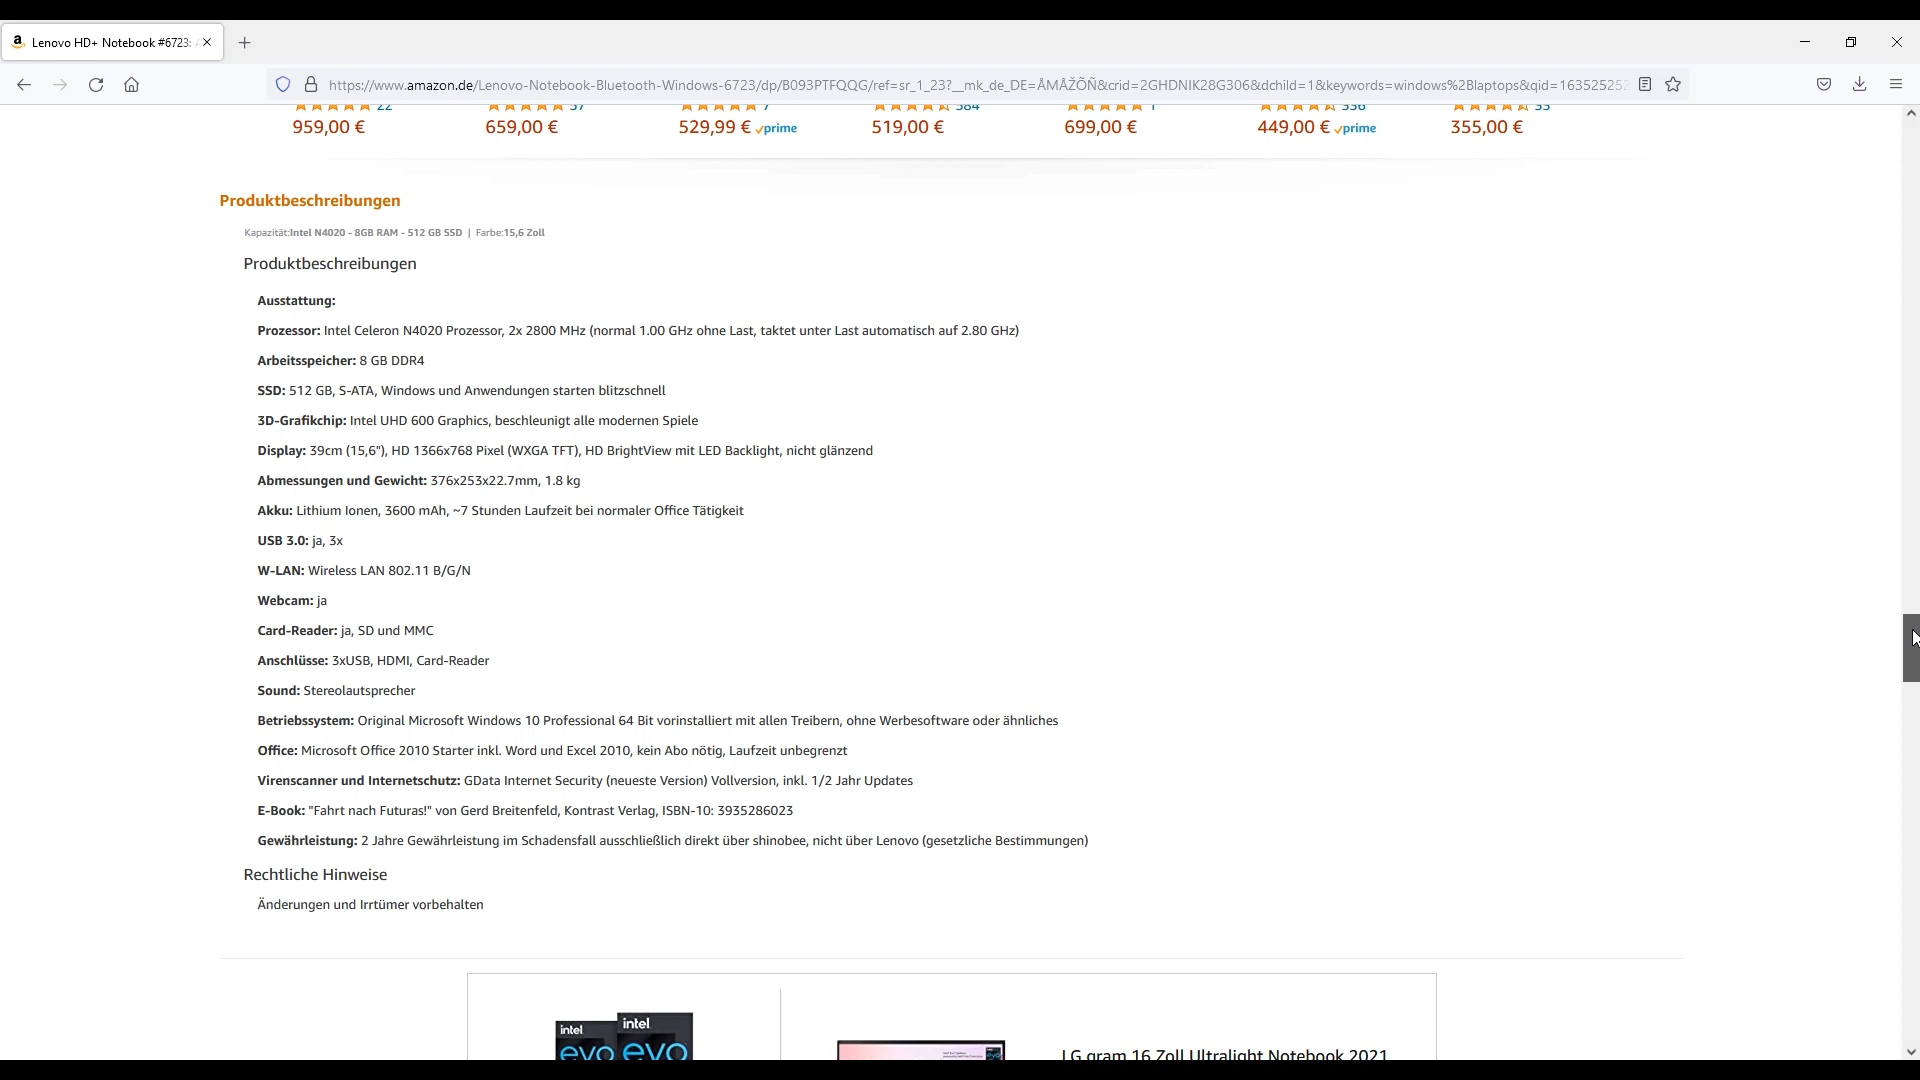 Lenovo HD+ Notebook #6723:
https://www.amazon.de/Lenovo-Notebook-Bluetooth-Windows-6723/dp/B093PTFQQG/ref=sr_1_23?__mk_de_DE=ÅMÅŽÕÑ&crid=2GHDNIK28G306&dchild=1&keywords=windows%2Blaptops&qid=163525252
22 57 7 584 1 336 33
959,00 € 659,00 € 529,99 € prime 519,00 € 699,00 € 449,00 € prime 355,00 €
Produktbeschreibungen
Kapazität:Intel N4020 - 8GB RAM - 512 GB SSD | Farbe:15,6 Zoll
Produktbeschreibungen
Ausstattung:
Prozessor: Intel Celeron N4020 Prozessor, 2x 2800 MHz (normal 1.00 GHz ohne Last, taktet unter Last automatisch auf 2.80 GHz)
Arbeitsspeicher: 8 GB DDR4
SSD: 512 GB, S-ATA, Windows und Anwendungen starten blitzschnell
3D-Grafikchip: Intel UHD 600 Graphics, beschleunigt alle modernen Spiele
Display: 39cm (15,6"), HD 1366x768 Pixel (WXGA TFT), HD BrightView mit LED Backlight, nicht glänzend
Abmessungen und Gewicht: 376x253x22.7mm, 1.8 kg
Akku: Lithium Ionen, 3600 mAh, ~7 Stunden Laufzeit bei normaler Office Tätigkeit
USB 3.0: ja, 3x
W-LAN: Wireless LAN 802.11 B/G/N
Webcam: ja
Card-Reader: ja, SD und MMC
Anschlüsse: 3xUSB, HDMI, Card-Reader
Sound: Stereolautsprecher
Betriebssystem: Original Microsoft Windows 10 Professional 64 Bit vorinstalliert mit allen Treibern, ohne Werbesoftware oder ähnliches
Office: Microsoft Office 2010 Starter inkl. Word und Excel 2010, kein Abo nötig, Laufzeit unbegrenzt
Virenscanner und Internetschutz: GData Internet Security (neueste Version) Vollversion, inkl. 1/2 Jahr Updates
E-Book: "Fahrt nach Futuras!" von Gerd Breitenfeld, Kontrast Verlag, ISBN-10: 3935286023
Gewährleistung: 2 Jahre Gewährleistung im Schadensfall ausschließlich direkt über shinobee, nicht über Lenovo (gesetzliche Bestimmungen)
Rechtliche Hinweise
Änderungen und Irrtümer vorbehalten
intel intel
evo evo
LG gram 16 Zoll Ultralight Notebook 2021